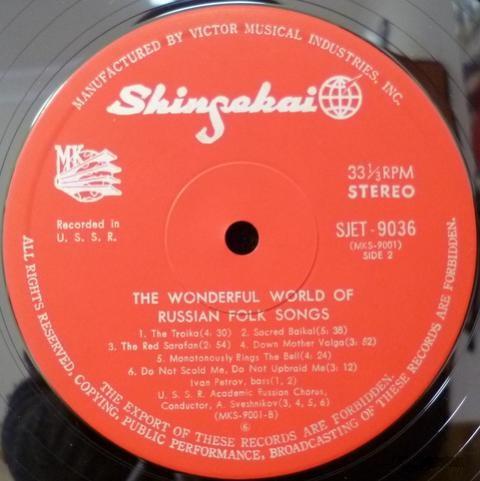 MANUFACTURED BY VICTOR MUSICAL INDUSTRIES, INC.
Shinsekai
MK
33 1/3 RPM
STEREO
Recorded in
U. S. S. R.
SJET-9036
(MKS-9001)
SIDE 2
THE WONDERFUL WORLD OF
RUSSIAN FOLK SONGS
1. The Troika(4: 30) 2. Sacred Baikal(5: 38)
3. The Red Sarafan(2: 54) 4. Down Mother Volga(3: 52)
5. Monotonously Rings The Bell(4: 24)
6. Do Not Scold Me, Do Not Upbraid Me(3: 12)
Ivan Petrov, bass(1, 2)
U. S. S. R. Academic Russian Chorus,
Conductor, A. Sveshnikov(3, 4, 5, 6)
(MKS-9001-B)
6
ALL RIGHTS RESERVED, COPYING, PUBLIC PERFORMANCE, BROADCASTING OF THESE RECORDS ARE FORBIDDEN.
THE EXPORT OF THESE RECORDS ARE FORBIDDEN.